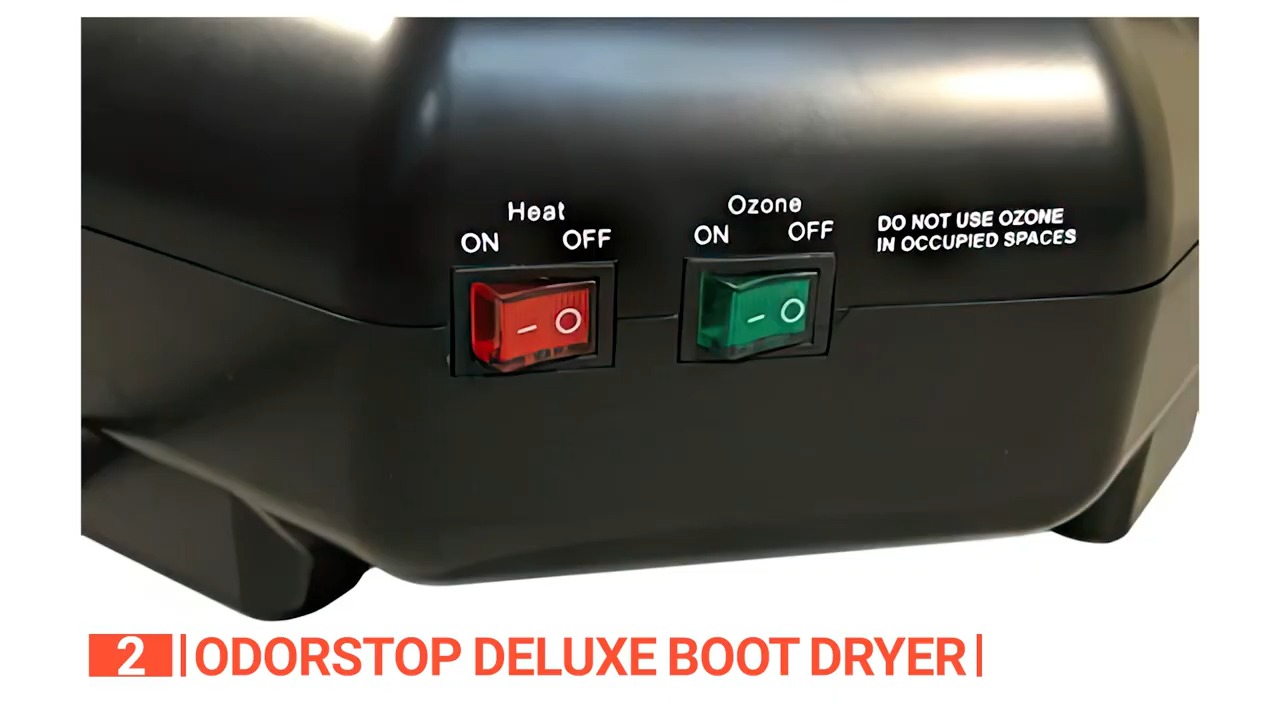 Heat
ON OFF
Ozone
ON OFF
DO NOT USE OZONE
IN OCCUPIED SPACES
2 ODORSTOP DELUXE BOOT DRYER